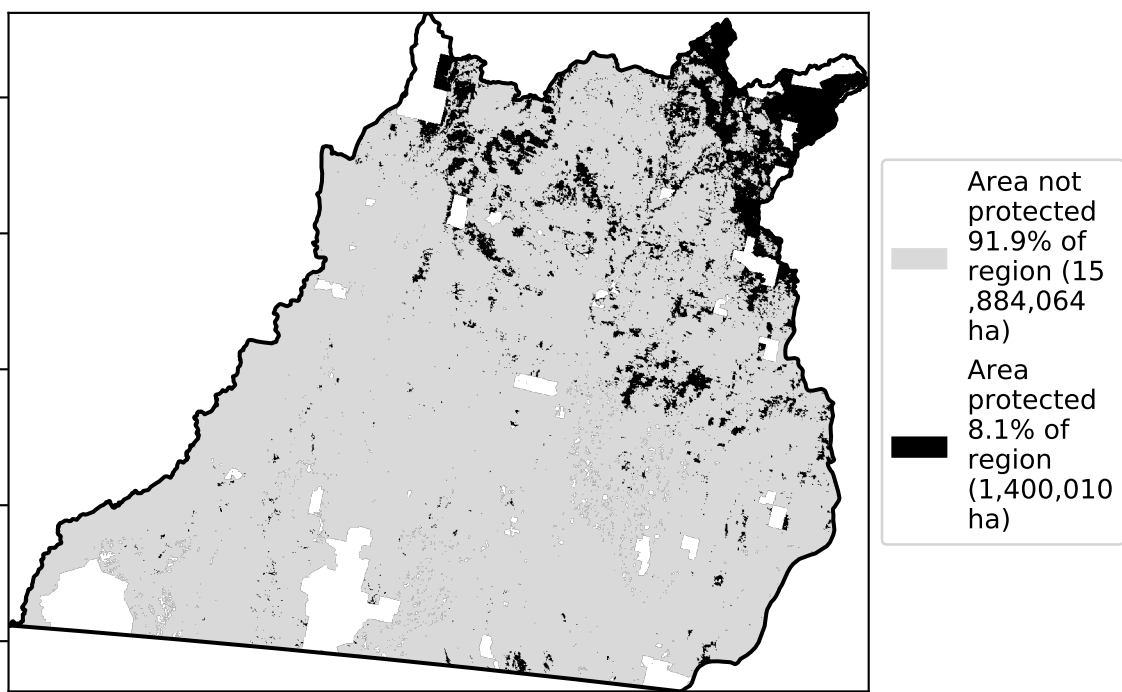 Area not
protected
91.9% of
region (15
,884,064
ha)
Area
protected
8.1% of
region
(1,400,010
ha)